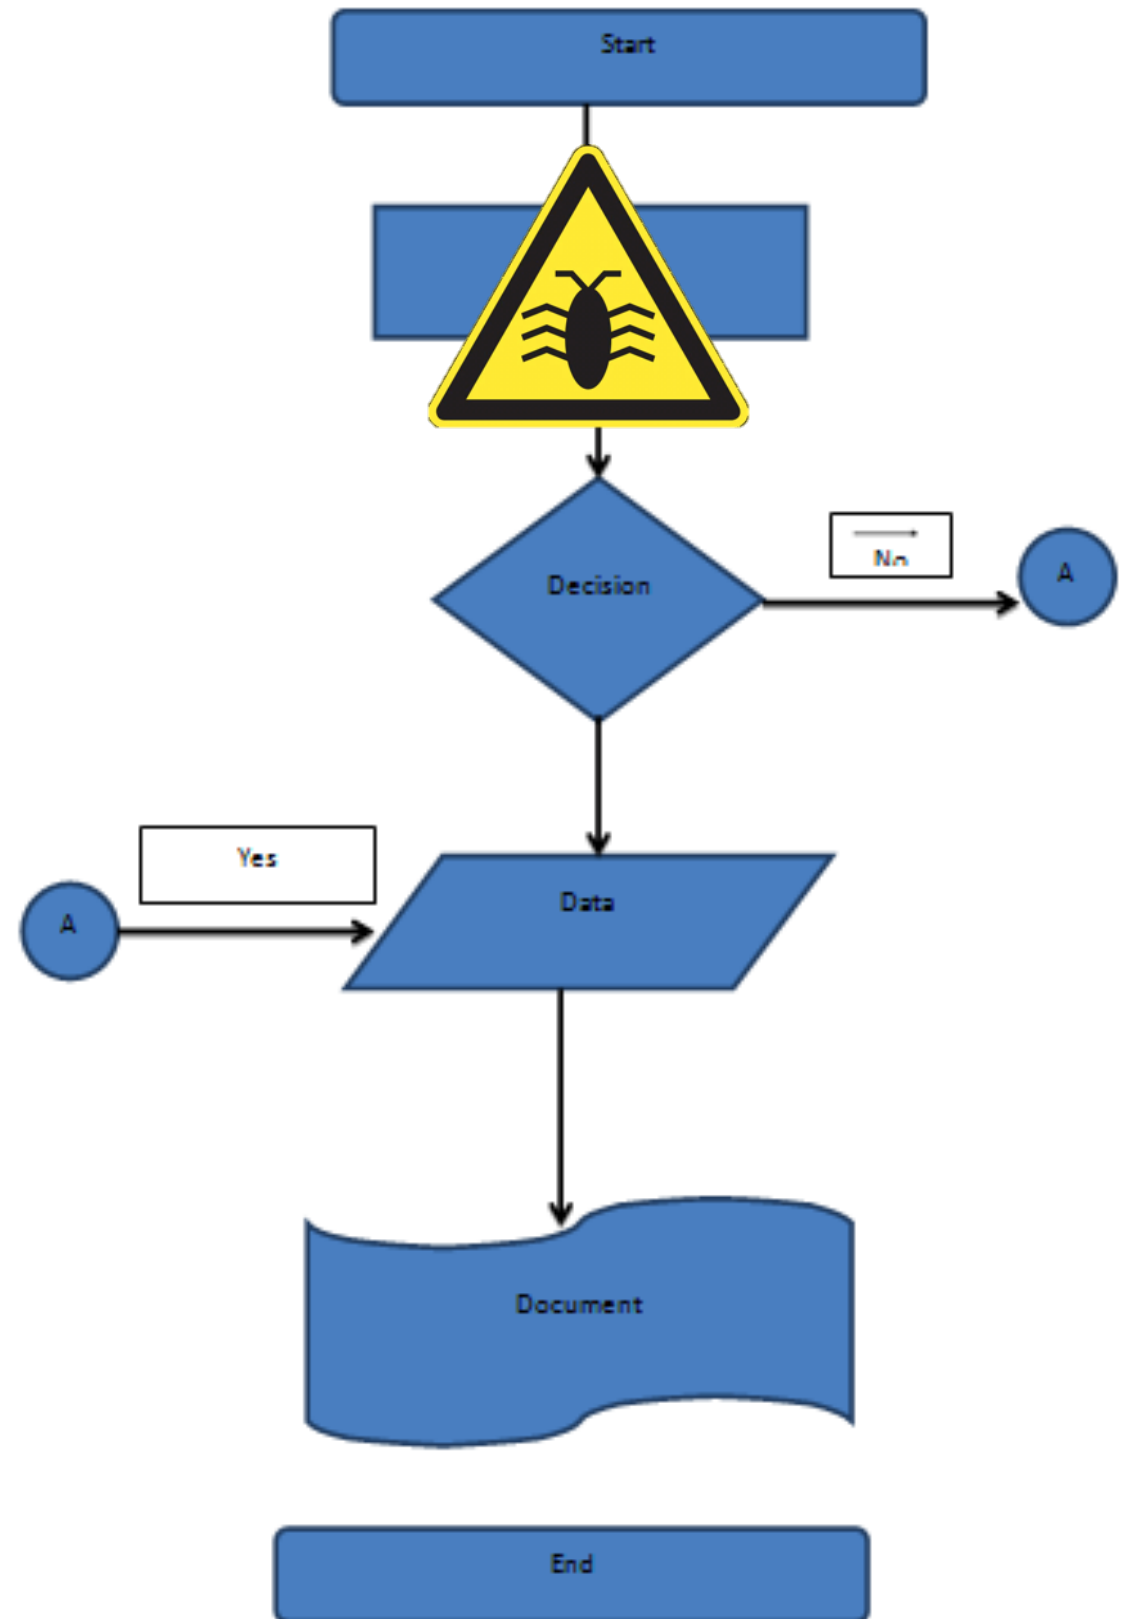 Start
Decision
No
A
Yes
A
Data
Document
End